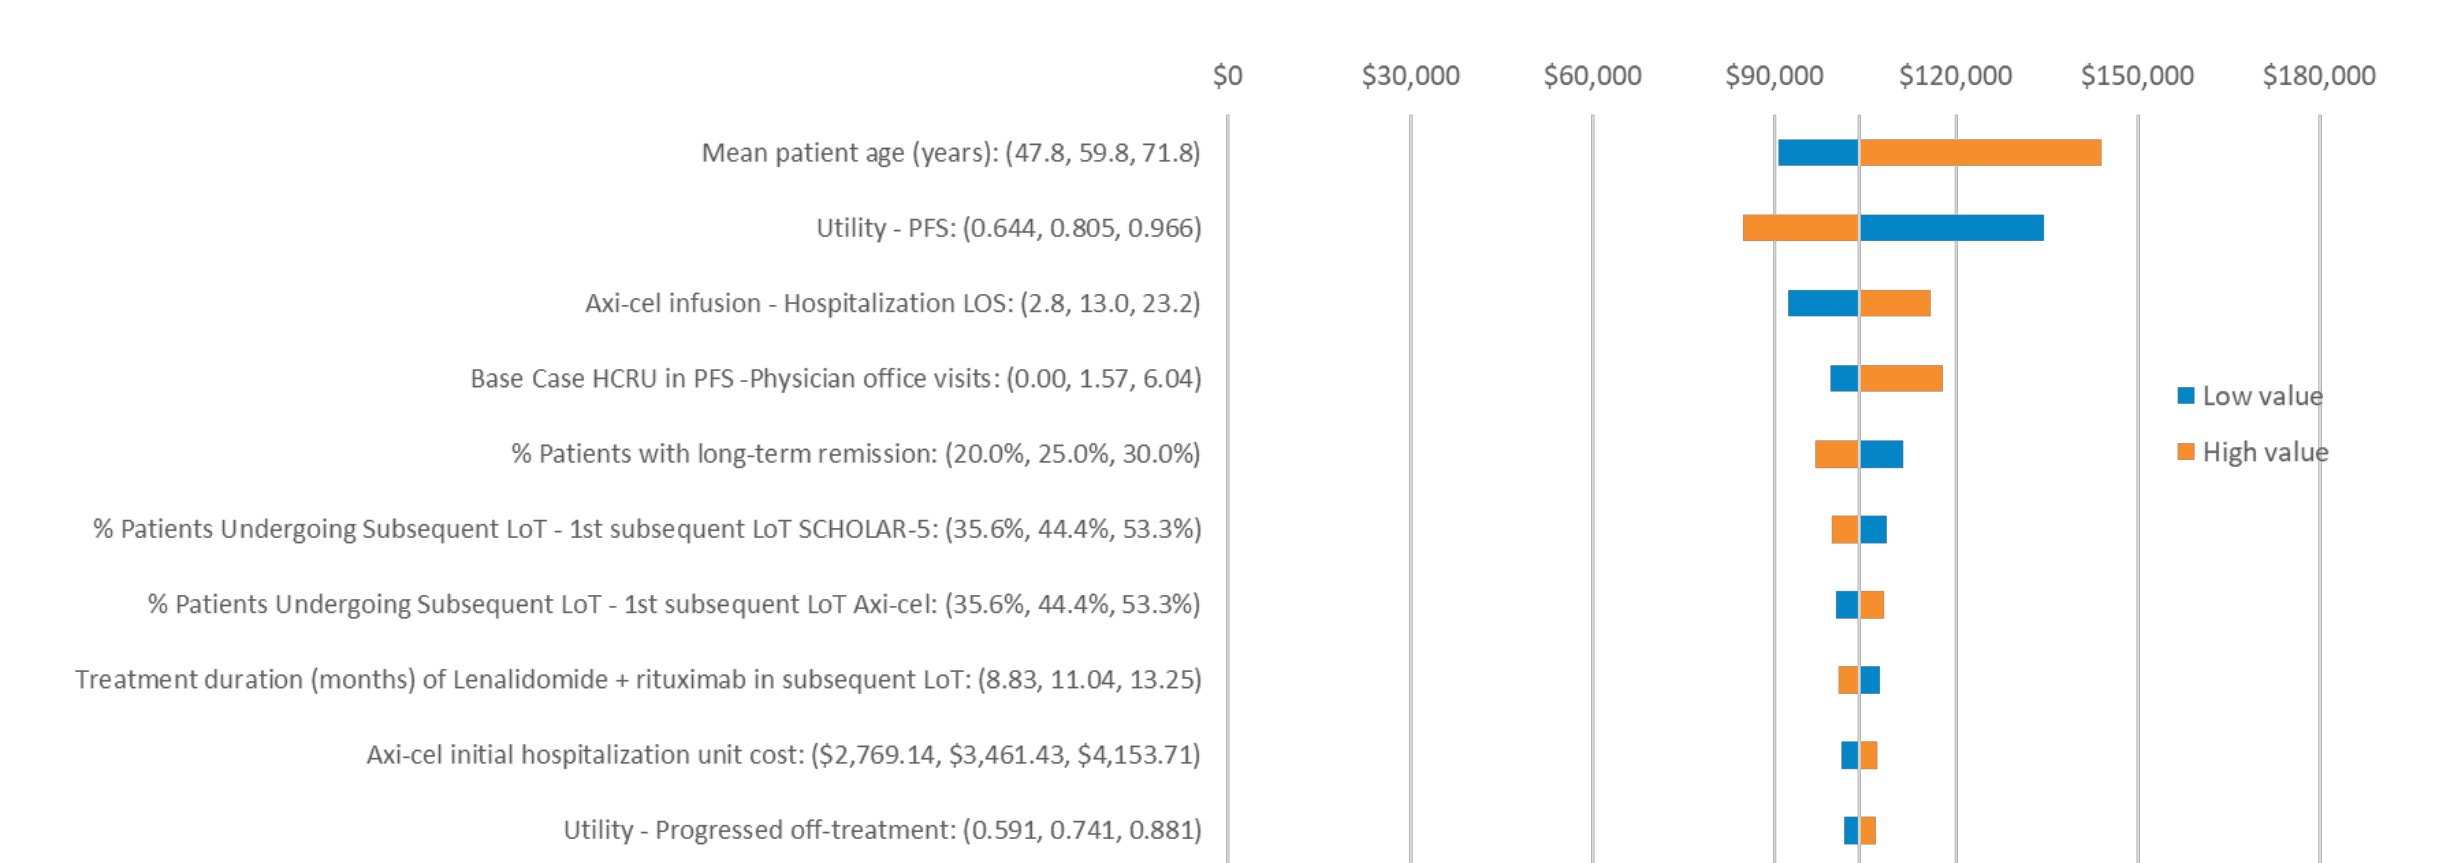 $0 $30,000 $60,000 $90,000 $120,000 $150,000 $180,000
Mean patient age (years): (47.8, 59.8, 71.8)
Utility - PFS: (0.644, 0.805, 0.966)
Axi-cel infusion - Hospitalization LOS: (2.8, 13.0, 23.2)
Base Case HCRU in PFS -Physician office visits: (0.00, 1.57, 6.04)
Low value
% Patients with long-term remission: (20.0%, 25.0%, 30.0%)
High value
% Patients Undergoing Subsequent LoT - 1st subsequent LoT SCHOLAR-5: (35.6%, 44.4%, 53.3%)
% Patients Undergoing Subsequent LoT - 1st subsequent LoT Axi-cel: (35.6%, 44.4%, 53.3%)
Treatment duration (months) of Lenalidomide + rituximab in subsequent LoT: (8.83, 11.04, 13.25)
Axi-cel initial hospitalization unit cost: ($2,769.14, $3,461.43, $4,153.71)
Utility - Progressed off-treatment: (0.591, 0.741, 0.881)